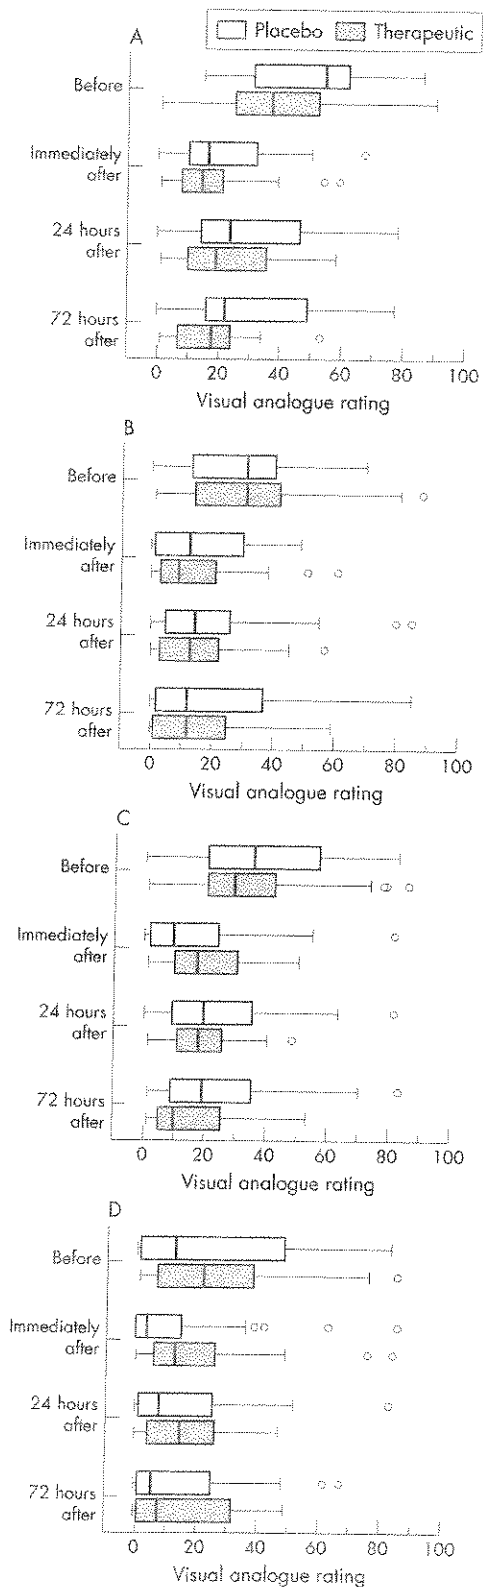 Placebo Therapeutic
A
Before
Immediately
after
24 hours
after
72 hours
after
0 20 40 60 80 100
Visual analogue rating
B
Before
Immediately
after
24 hours
after
72 hours
after
0 20 40 60 80 100
Visual analogue rating
C
Before
Immediately
after
24 hours
after
72 hours
after
0 20 40 60 80 100
Visual analogue rating
D
Before
Immediately
after
24 hours
after
72 hours
after
0 20 40 60 80 100
Visual analogue rating